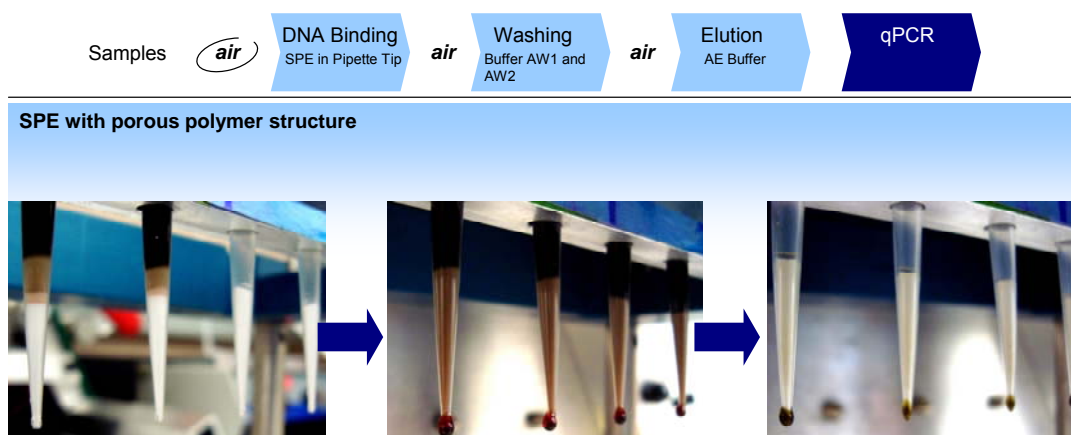 Samples
air
DNA Binding
SPE in Pipette Tip
air
Washing
Buffer AW1 and
AW2
air
Elution
AE Buffer
qPCR
SPE with porous polymer structure